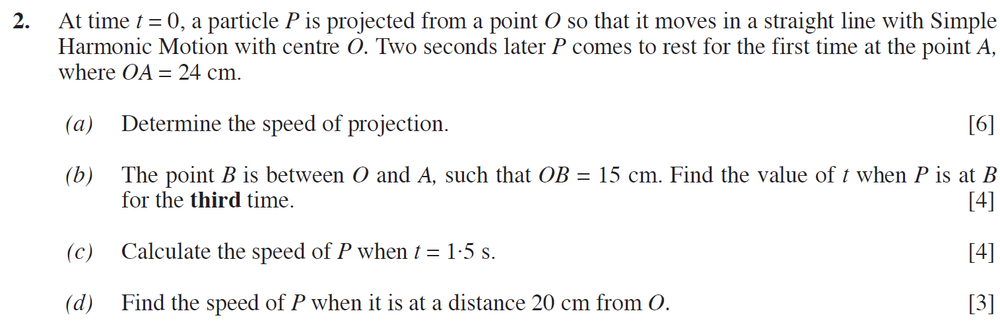 2. At time t = 0, a particle P is projected from a point O so that it moves in a straight line with Simple
Harmonic Motion with centre O. Two seconds later P comes to rest for the first time at the point A,
where OA = 24 cm.
(a) Determine the speed of projection. [6]
(b) The point B is between O and A, such that OB = 15 cm. Find the value of t when P is at B
for the third time. [4]
(c) Calculate the speed of P when t = 1·5 s. [4]
(d) Find the speed of P when it is at a distance 20 cm from O. [3]